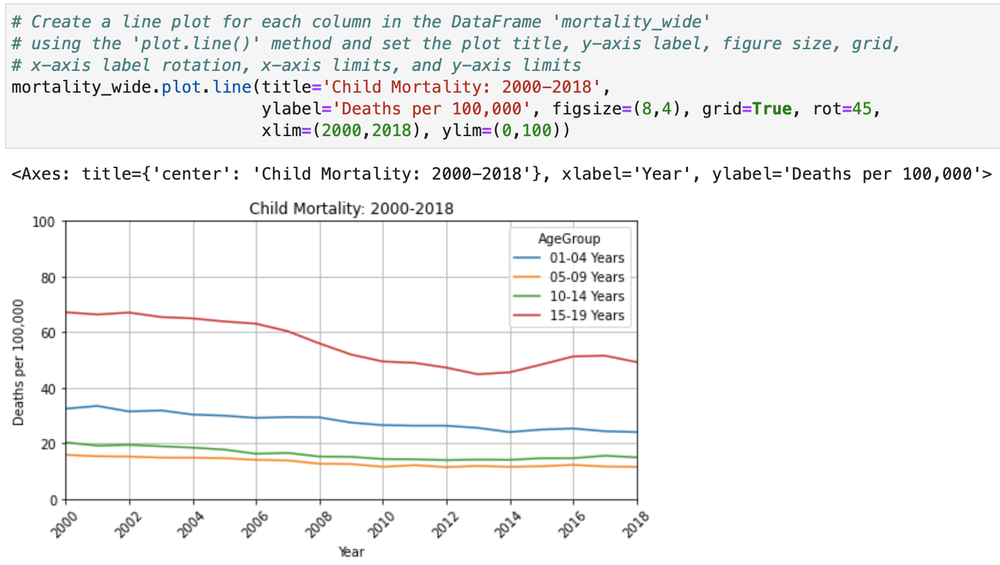 # Create a line plot for each column in the DataFrame 'mortality_wide'
# using the 'plot.line()' method and set the plot title, y-axis label, figure size, grid,
# x-axis label rotation, x-axis limits, and y-axis limits
mortality_wide.plot.line(title='Child Mortality: 2000-2018',
ylabel='Deaths per 100,000', figsize=(8,4), grid=True, rot=45,
xlim=(2000,2018), ylim=(0,100))
<Axes: title={'center': 'Child Mortality: 2000-2018'}, xlabel='Year', ylabel='Deaths per 100,000'>
Child Mortality: 2000-2018
100
80
60
40
20
0
Deaths per 100,000
AgeGroup
01-04 Years
05-09 Years
10-14 Years
15-19 Years
2000
2002
2004
2006
2008
2010
2012
2014
2016
2018
Year